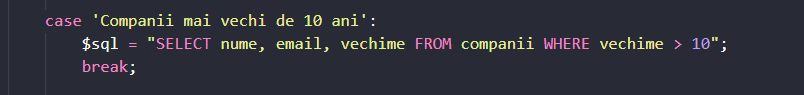 case 'Companii mai vechi de 10 ani':
$sql = "SELECT nume, email, vechime FROM companii WHERE vechime > 10";
break;